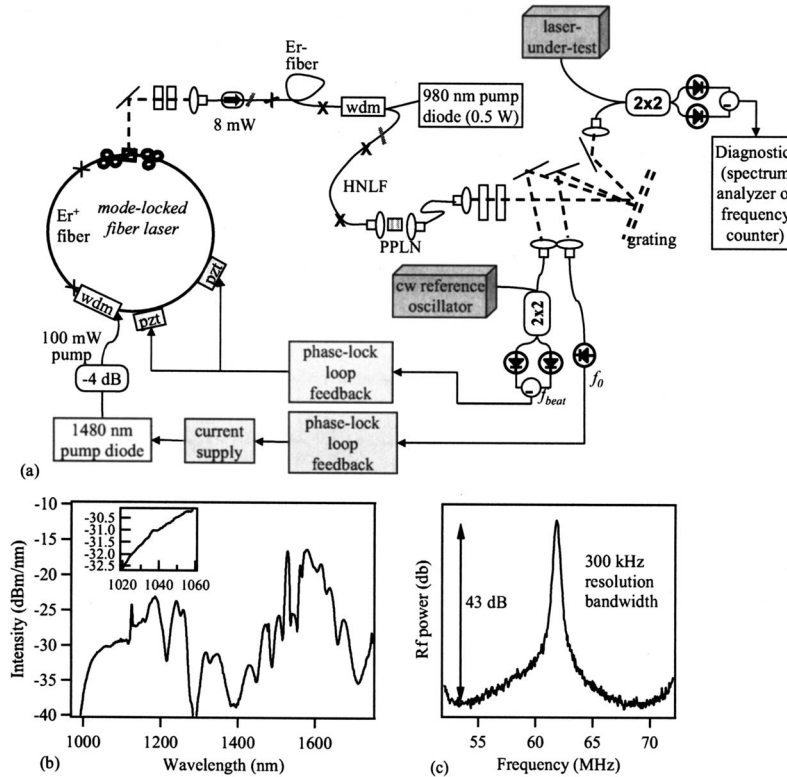 laser-
under-test
Er-
fiber
2x2
8 mW
wdm
980 nm pump
diode (0.5 W)
Diagnostic
(spectrum
analyzer o
frequency
counter)
HNLF
Er+
fiber
mode-locked
fiber laser
PPLN
grating
pzt
wdm
pzt
cw reference
oscillator
2x2
100 mW
pump
-4 dB
phase-lock
loop
feedback
fbeat
f0
1480 nm
pump diode
current
supply
phase-lock
loop
feedback
(a)
-10
-15
-20
-25
-30
-35
-40
Intensity (dBm/nm)
-30.5
-31.0
-31.5
-32.0
-32.5
1020 1040 1060
1000 1200 1400 1600
(b) Wavelength (nm)
Rf power (db)
43 dB
300 kHz
resolution
bandwidth
55 60 65 70
(c) Frequency (MHz)